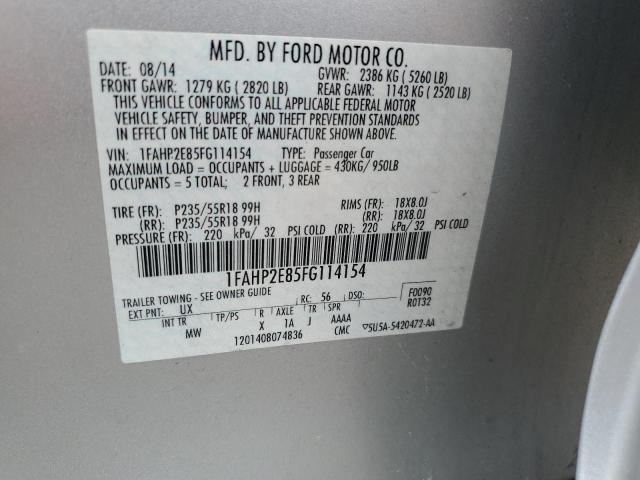 MFD. BY FORD MOTOR CO.
DATE: 08/14 GVWR: 2386 KG ( 5260 LB)
FRONT GAWR: 1279 KG ( 2820 LB) REAR GAWR: 1143 KG ( 2520 LB)
THIS VEHICLE CONFORMS TO ALL APPLICABLE FEDERAL MOTOR
VEHICLE SAFETY, BUMPER, AND THEFT PREVENTION STANDARDS
IN EFFECT ON THE DATE OF MANUFACTURE SHOWN ABOVE.
VIN: 1FAHP2E85FG114154 TYPE: Passenger Car
MAXIMUM LOAD = OCCUPANTS + LUGGAGE = 430KG/ 950LB
OCCUPANTS = 5 TOTAL; 2 FRONT, 3 REAR
TIRE (FR): P235/55R18 99H RIMS (FR): 18X8.0J
(RR): P235/55R18 99H (RR): 18X8.0J
PRESSURE (FR): 220 kPa/ 32 PSI COLD (RR): 220 kPa/ 32 PSI COLD
1FAHP2E85FG114154
TRAILER TOWING - SEE OWNER GUIDE RC: 56 DSO: F0090
EXT PNT: UX R0T32
INT TR TP/PS R AXLE TR SPR
MW X 1A J AAAA
1201408074836 CMC ▽5U5A-5420472-AA